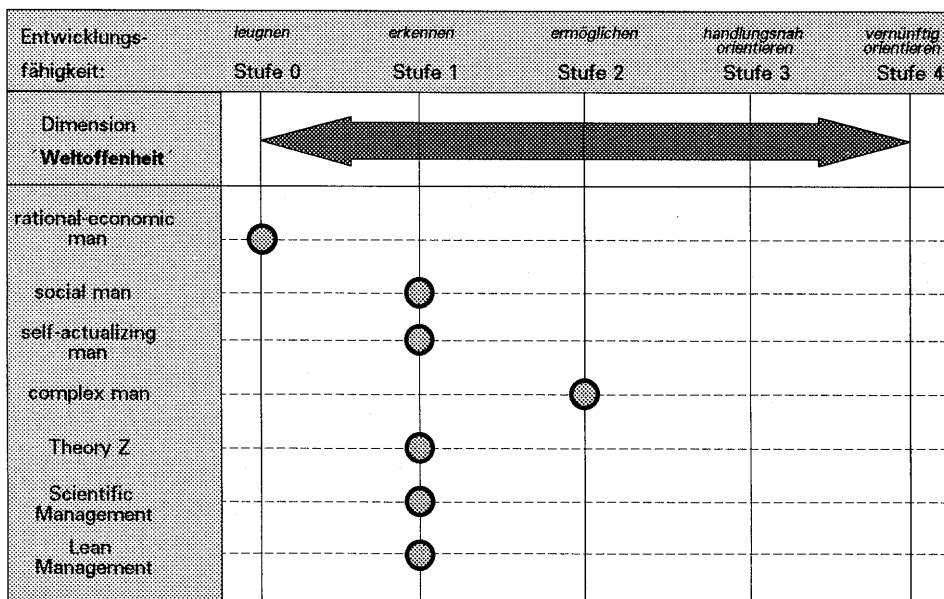 Entwicklungs-
fähigkeit:
leugnen
Stufe 0
erkennen
Stufe 1
ermöglichen
Stufe 2
handlungsnah
orientieren
Stufe 3
vernünftig
orientieren
Stufe 4
Dimension
´Weltoffenheit´
rational-economic
man
social man
self-actualizing
man
complex man
Theory Z
Scientific
Management
Lean
Management